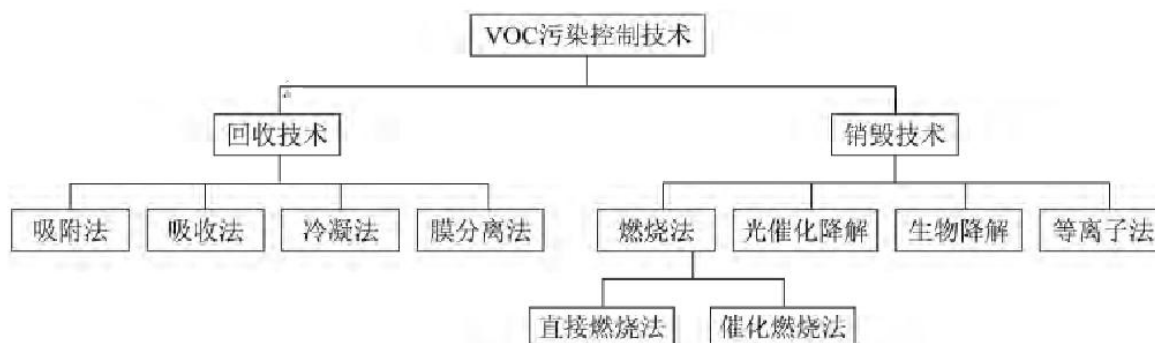 VOC污染控制技术
回收技术
销毁技术
吸附法
吸收法
冷凝法
膜分离法
燃烧法
光催化降解
生物降解
等离子法
直接燃烧法
催化燃烧法